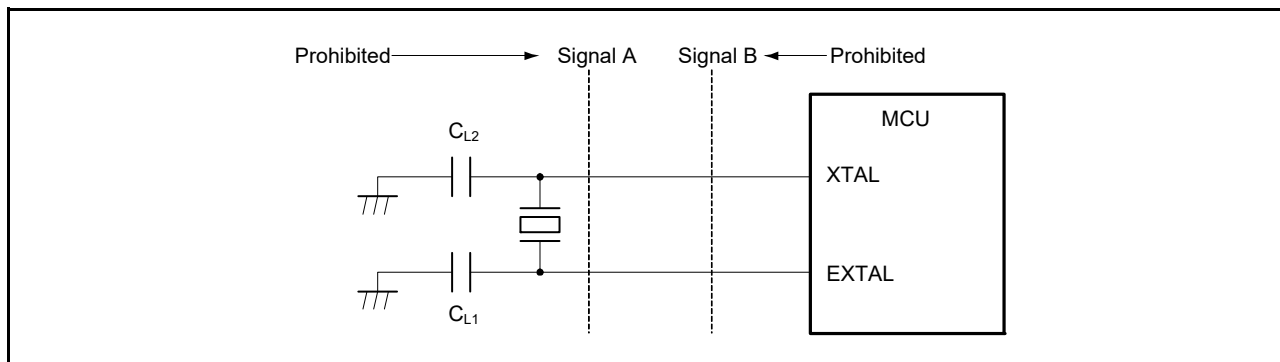 Prohibited Signal A Signal B Prohibited
MCU
CL2
XTAL
EXTAL
CL1